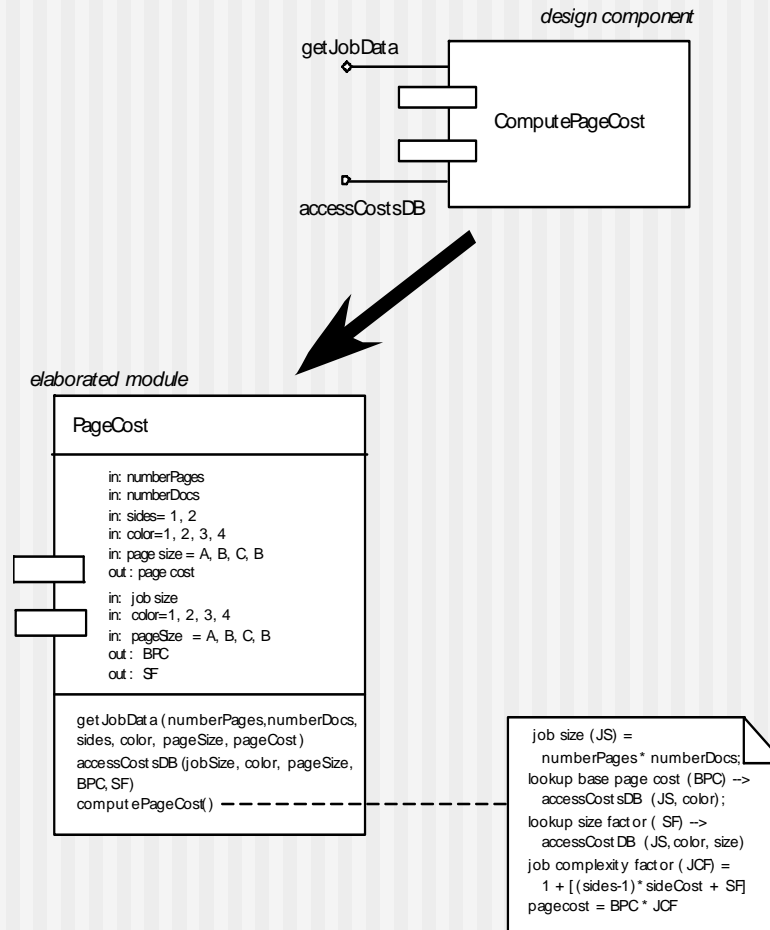 design component
getJobData
ComputePageCost
accessCostsDB
elaborated module
PageCost
in: numberPages
in: numberDocs
in: sides= 1, 2
in: color=1, 2, 3, 4
in: page size = A, B, C, B
out: page cost
in: job size
in: color=1, 2, 3, 4
in: pageSize = A, B, C, B
out: BPC
out: SF
getJobData (numberPages,numberDocs,
sides, color, pageSize, pageCost)
accessCostsDB (jobSize, color, pageSize,
BPC, SF)
computePageCost()
job size (JS) =
numberPages * numberDocs;
lookup base page cost (BPC) -->
accessCostsDB (JS, color);
lookup size factor (SF) -->
accessCostDB (JS, color, size)
job complexity factor (JCF) =
1 + [(sides-1)*sideCost + SF]
pagecost = BPC * JCF